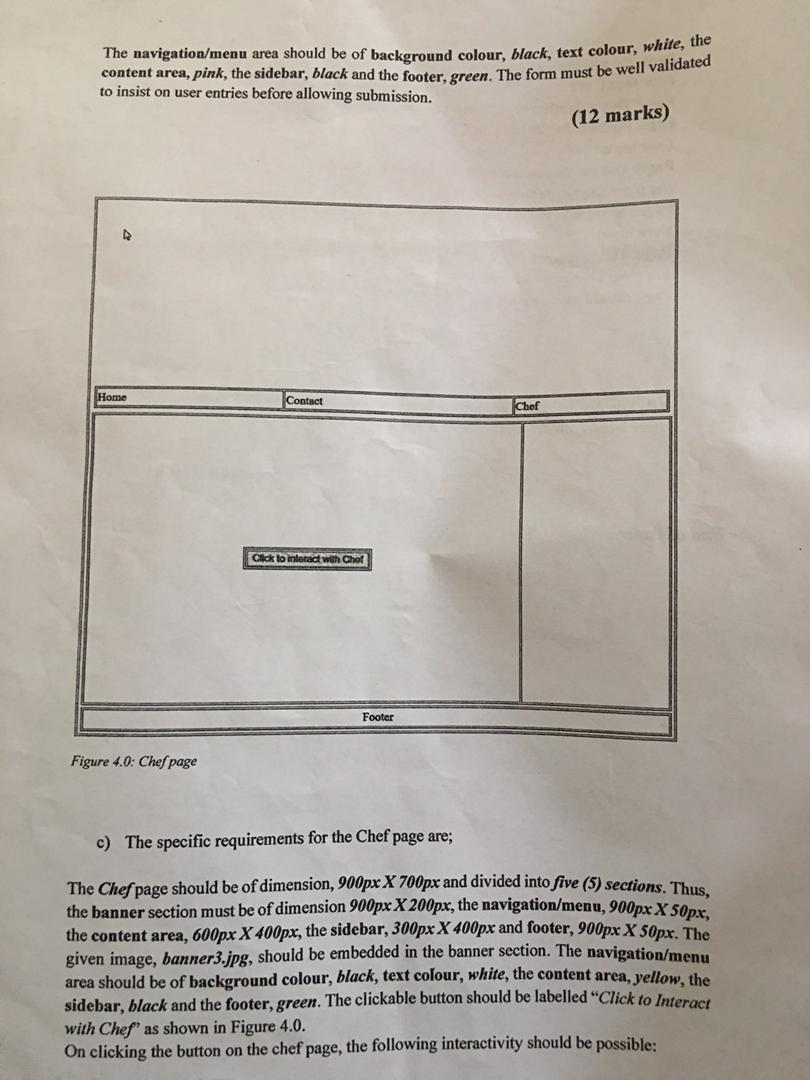 The navigation/menu area should be of background colour, black, text colour, white, the
content area, pink, the sidebar, black and the footer, green. The form must be well validated
to insist on user entries before allowing submission.
(12 marks)
Home Contact Chef
Click to interact with Chef
Footer
Figure 4.0: Chef page
c) The specific requirements for the Chef page are;
The Chef page should be of dimension, 900px X 700px and divided into five (5) sections. Thus,
the banner section must be of dimension 900px X 200px, the navigation/menu, 900px X 50px,
the content area, 600px X 400px, the sidebar, 300px X 400px and footer, 900px X 50px. The
given image, banner3.jpg, should be embedded in the banner section. The navigation/menu
area should be of background colour, black, text colour, white, the content area, yellow, the
sidebar, black and the footer, green. The clickable button should be labelled “Click to Interact
with Chef” as shown in Figure 4.0.
On clicking the button on the chef page, the following interactivity should be possible: